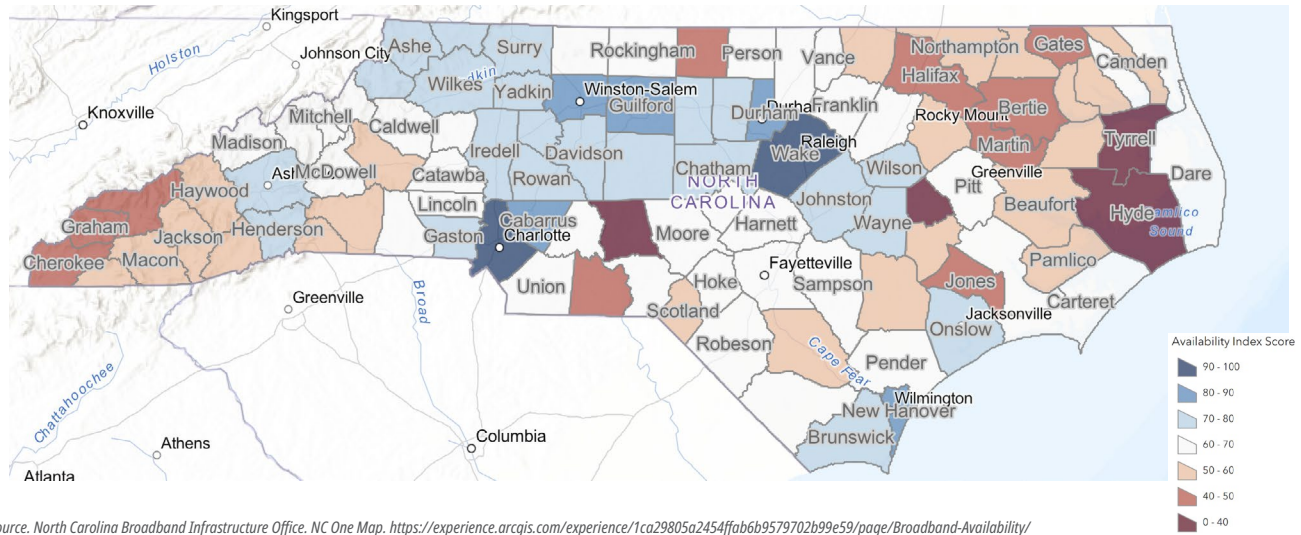 Kingsport
Holston
Johnson City
Ashe
Surry
Rockingham
Person
Vance
Northampton
Gates
Camden
Halifax
Wilkes
dkin
Yadkin
Winston-Salem
Guilford
Durham
Durham
Franklin
Rocky Mount
Bertie
Knoxville
Mitchell
Caldwell
Madison
Iredell
Davidson
Raleigh
Wake
Martin
Tyrrell
Haywood
Ash
McDowell
Catawba
Rowan
Chatham
Wilson
Greenville
Pitt
Dare
NORTH
CAROLINA
Lincoln
Johnston
Beaufort
Hyde
amlico
Sound
Graham
Jackson
Henderson
Gaston
Cabarrus
Charlotte
Moore
Harnett
Wayne
Cherokee
Macon
Fayetteville
Pamlico
Union
Hoke
Sampson
Jones
Greenville
Broad
Scotland
Jacksonville
Carteret
Onslow
Robeson
Cape Fear
Pender
Chattahoochee
Wilmington
New Hanover
Brunswick
Athens
Columbia
Atlanta
Availability Index Score
90 - 100
80 - 90
70 - 80
60 - 70
50 - 60
40 - 50
0 - 40
ource. North Carolina Broadband Infrastructure Office. NC One Map. https://experience.arcgis.com/experience/1ca29805a2454ffab6b9579702b99e59/page/Broadband-Availability/